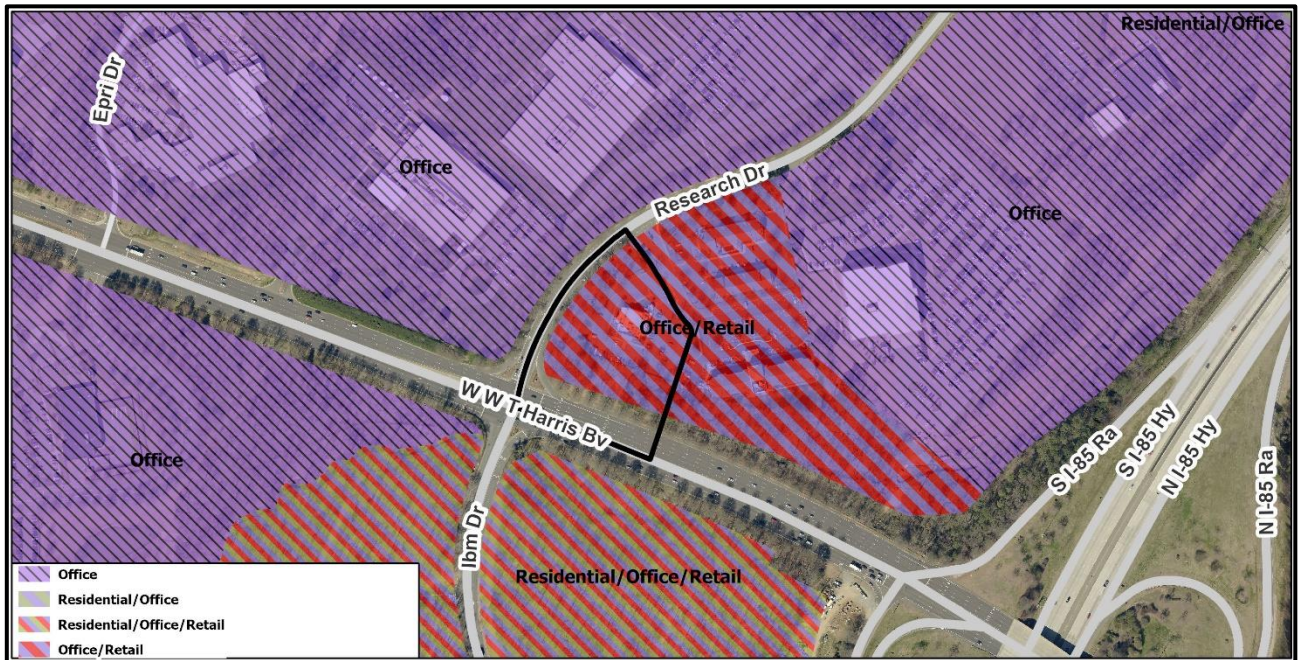 Residential/Office
Epri Dr
Office
Research Dr
Office
Office/Retail
W W T Harris Bv
Office
S I-85 Ra
S I-85 Hy
N I-85 Hy
N I-85 Ra
Ibm Dr
Residential/Office/Retail
Office
Residential/Office
Residential/Office/Retail
Office/Retail